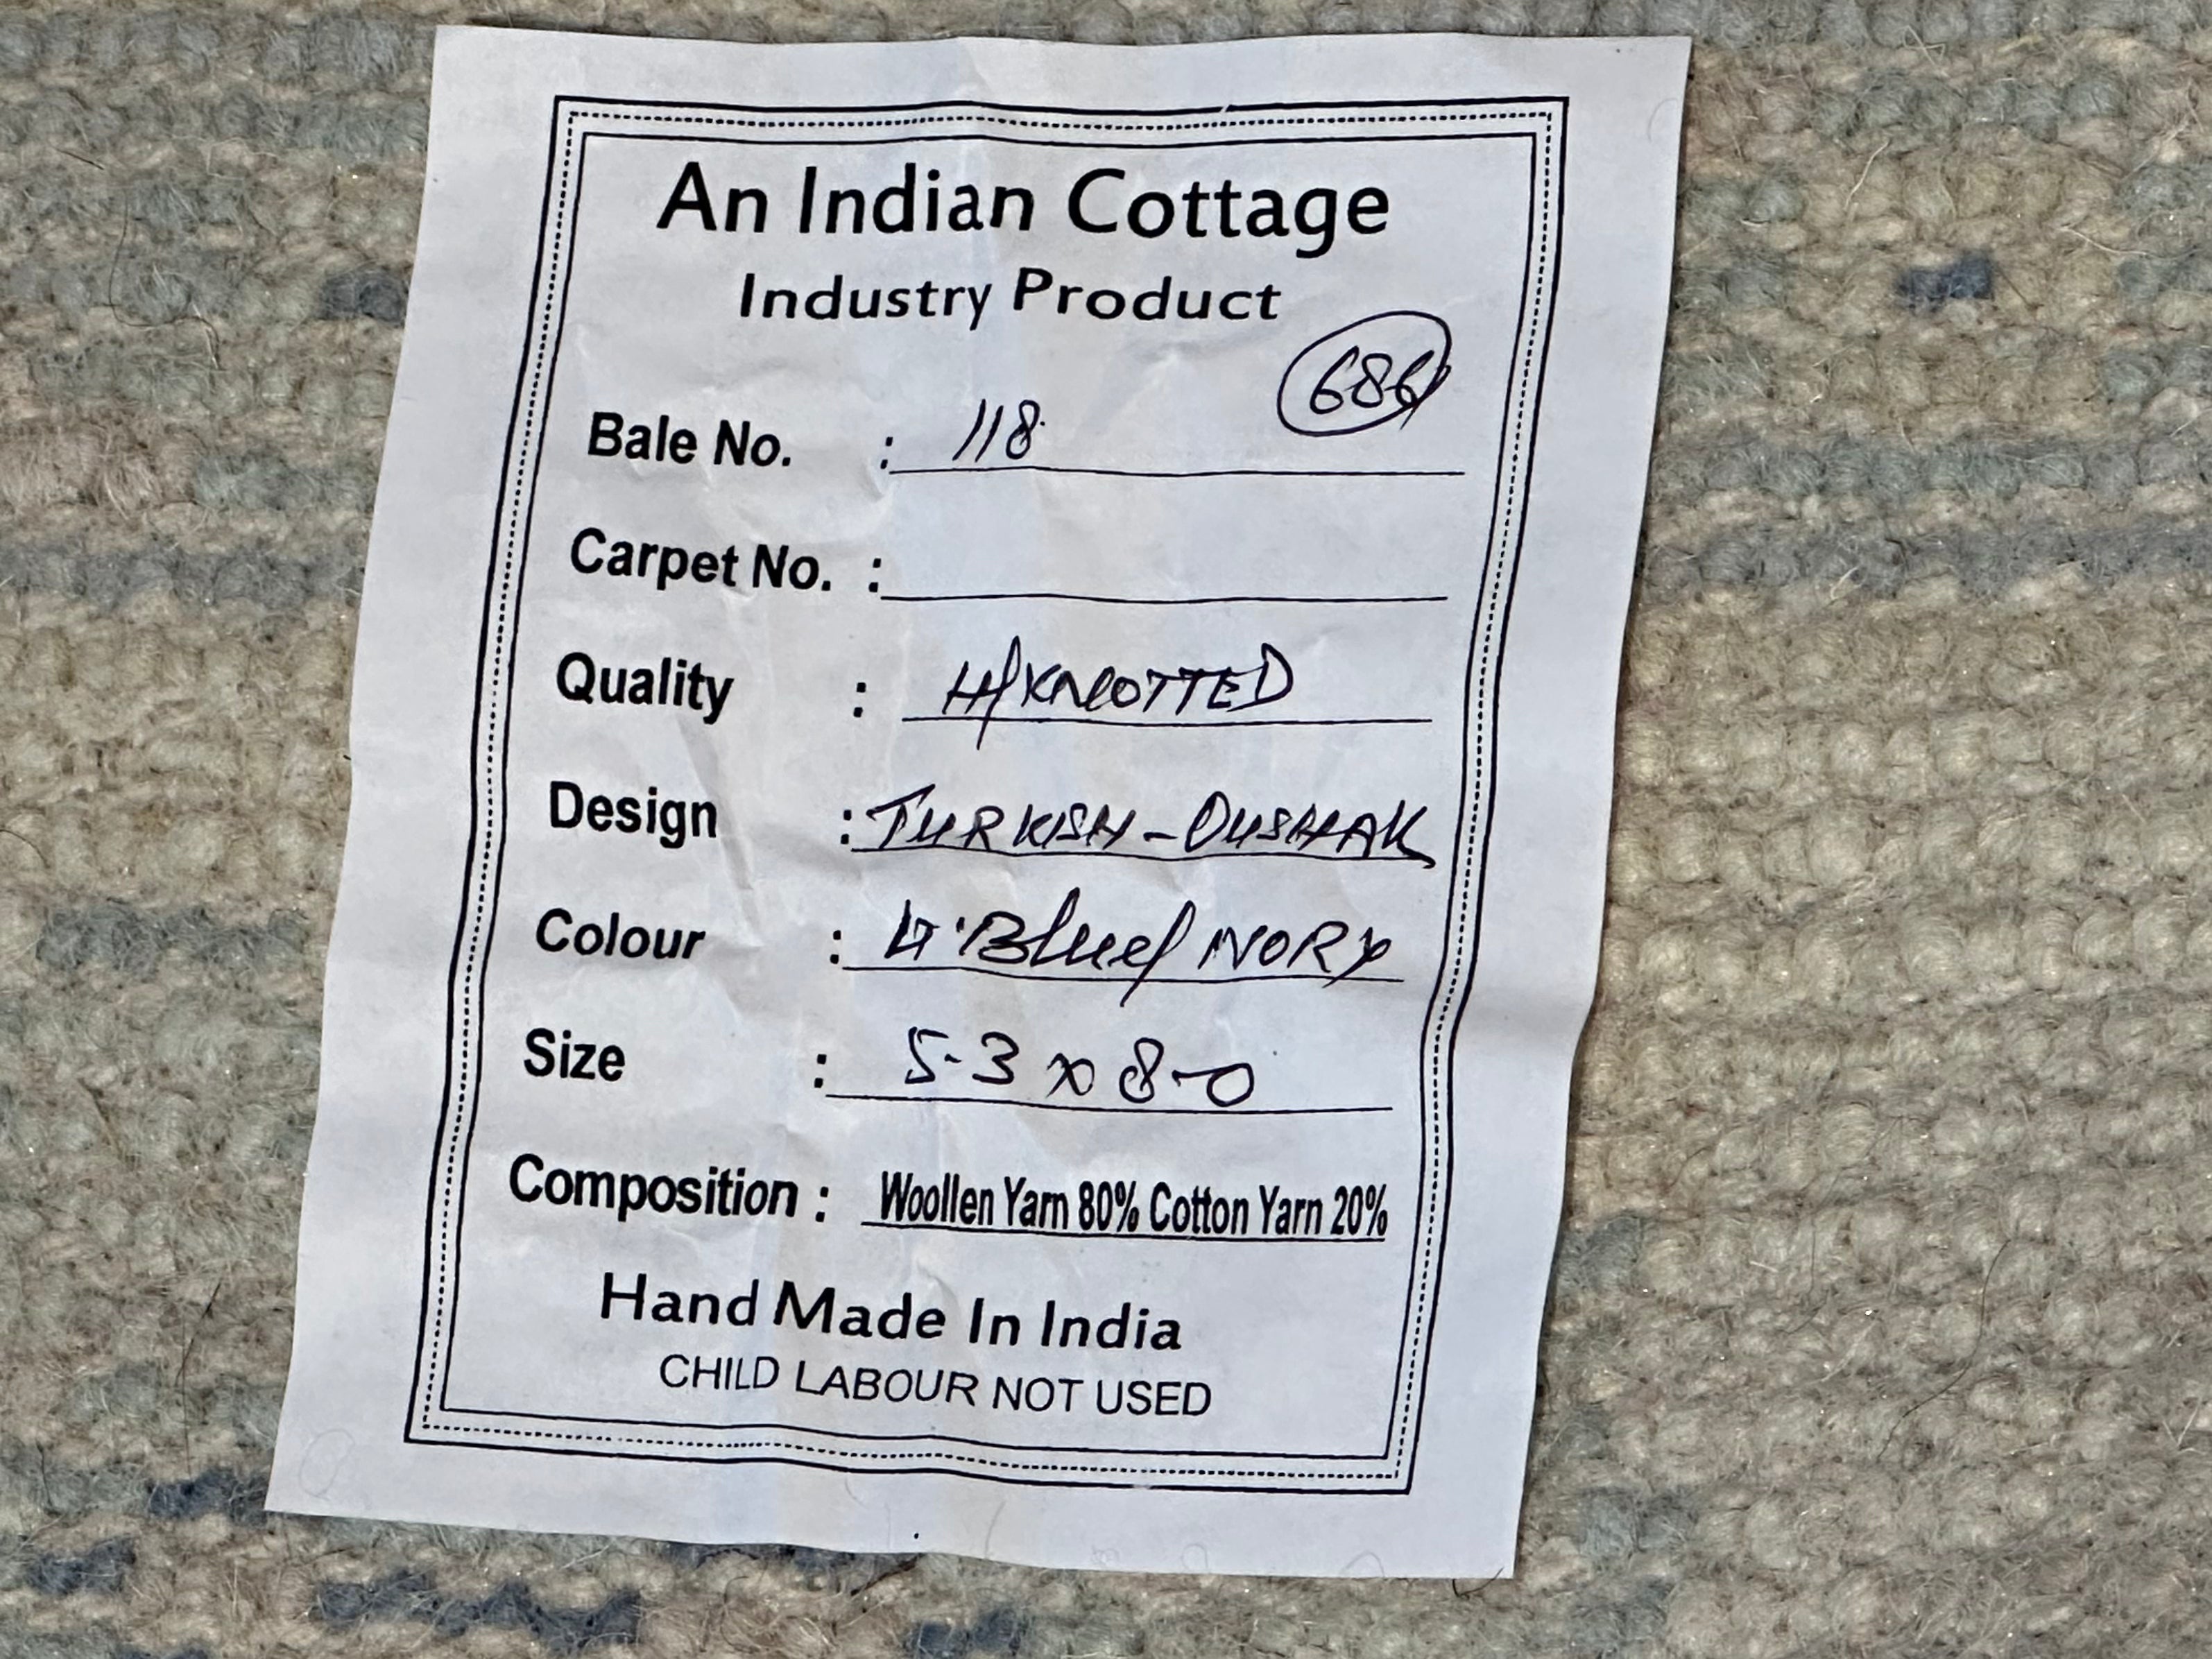 An Indian Cottage
Industry Product
686
Bale No. : 118
Carpet No. :
Quality : H/KNOTTED
Design : TURKISH-OUSHAK
Colour : LT. Blue/ NORY
Size : 5-3 x 8-0
Composition : Woollen Yarn 80% Cotton Yarn 20%
Hand Made In India
CHILD LABOUR NOT USED